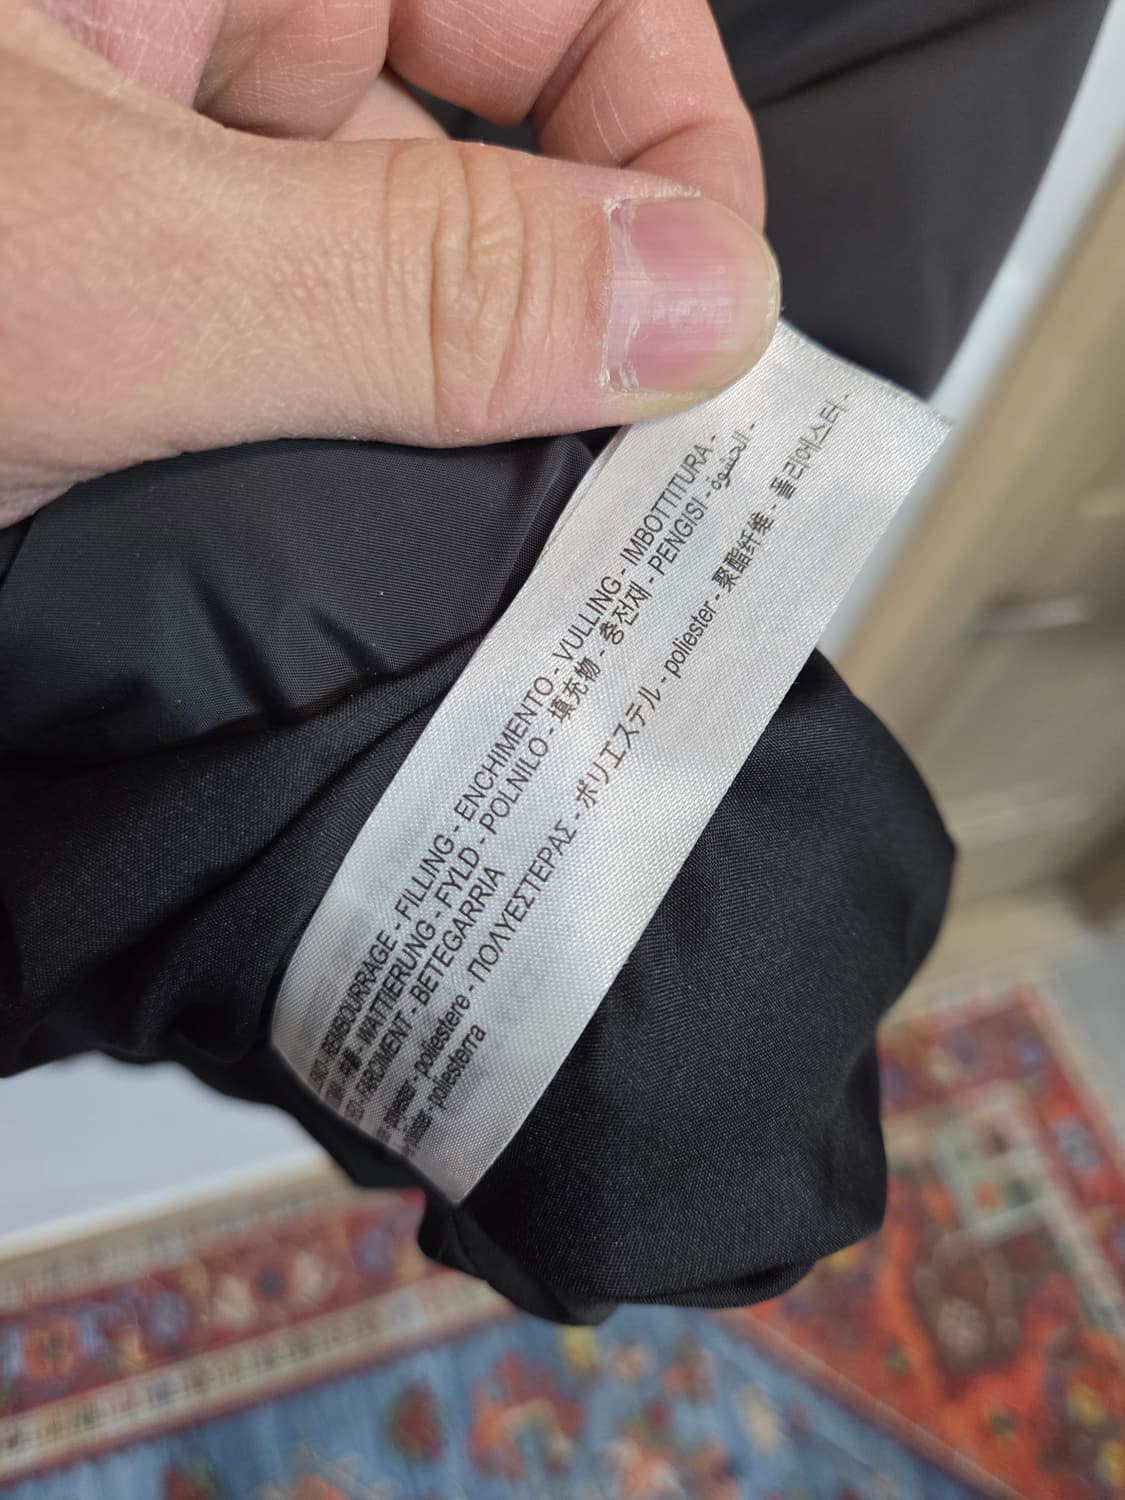 REMBOURRAGE - FILLING - ENCHIMENTO - VULLING - IMBOTTITURA -
WATTIERUNG - FYLD - POLNILO - 填充物 - 충전재 - PENGISI - الحشوة -
FARCIMENT - BETEGARRIA
poliestere - ΠΟΛΥΕΣΤΕΡΑΣ - ポリエステル - poliester - 聚酯纤维 - 폴리에스터 -
poliesterra